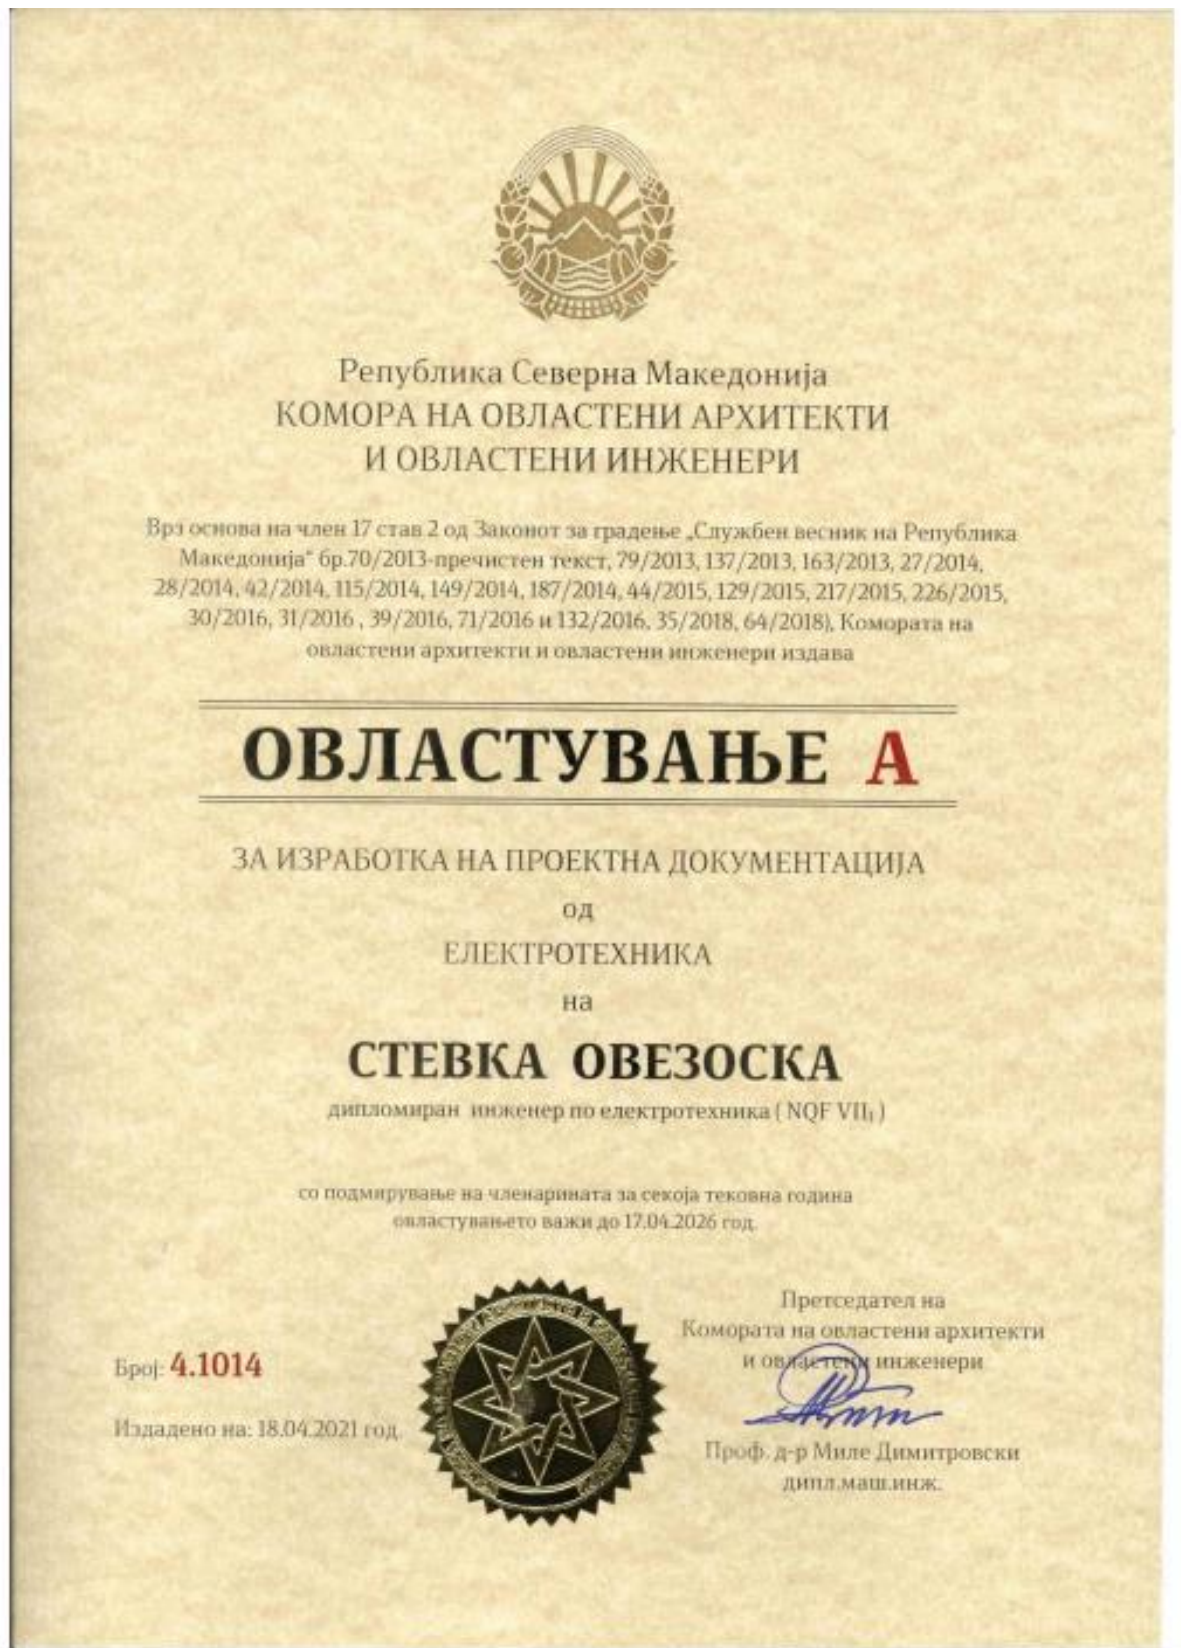 Република Северна Македонија
КОМОРА НА ОВЛАСТЕНИ АРХИТЕКТИ
И ОВЛАСТЕНИ ИНЖЕНЕРИ
Врз основа на член 17 став 2 од Законот за градење „Службен весник на Република
Македонија“ бр.70/2013-пречистен текст, 79/2013, 137/2013, 163/2013, 27/2014,
28/2014, 42/2014, 115/2014, 149/2014, 187/2014, 44/2015, 129/2015, 217/2015, 226/2015,
30/2016, 31/2016 , 39/2016, 71/2016 и 132/2016, 35/2018, 64/2018), Комората на
овластени архитекти и овластени инженери издава
ОВЛАСТУВАЊЕ А
ЗА ИЗРАБОТКА НА ПРОЕКТНА ДОКУМЕНТАЦИЈА
од
ЕЛЕКТРОТЕХНИКА
на
СТЕВКА ОВЕЗОСКА
дипломиран инженер по електротехника ( NQF VII₁ )
со подмирување на членарината за секоја тековна година
овластувањето важи до 17.04.2026 год.
Број: 4.1014
Издадено на: 18.04.2021 год.
Претседател на
Комората на овластени архитекти
и овластени инженери
Проф. д-р Миле Димитровски
дипл.маш.инж.